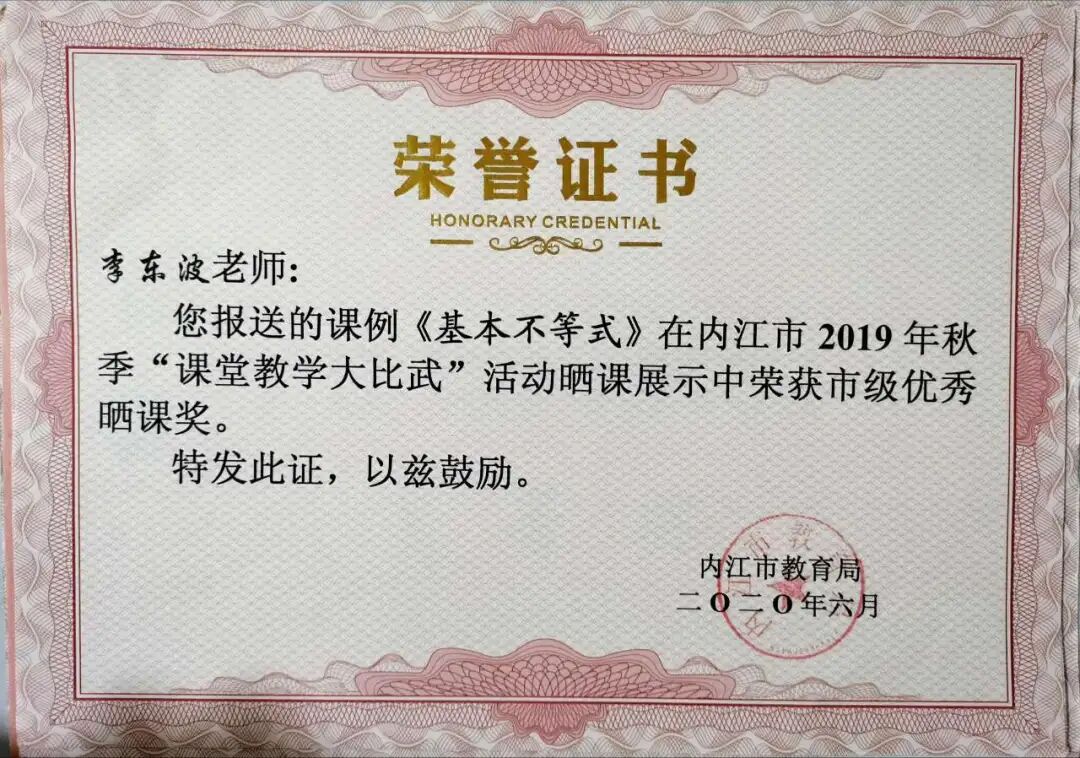 荣誉证书
HONORARY CREDENTIAL
李东波老师：
您报送的课例《基本不等式》在内江市 2019 年秋
季“课堂教学大比武”活动晒课展示中荣获市级优秀
晒课奖。
特发此证，以兹鼓励。
内江市教育局
二〇二〇年六月